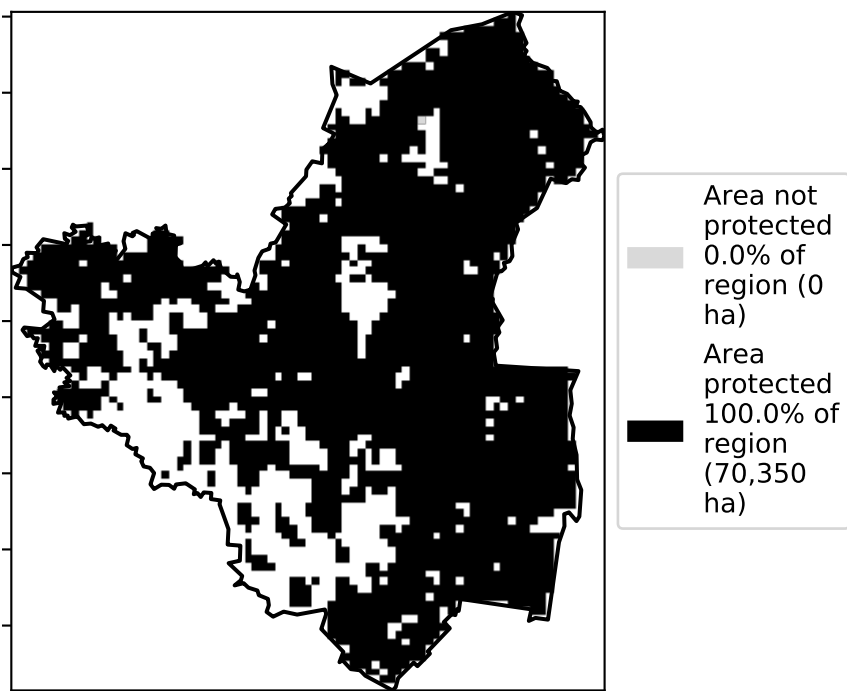 Area not
protected
0.0% of
region (0
ha)
Area
protected
100.0% of
region
(70,350
ha)